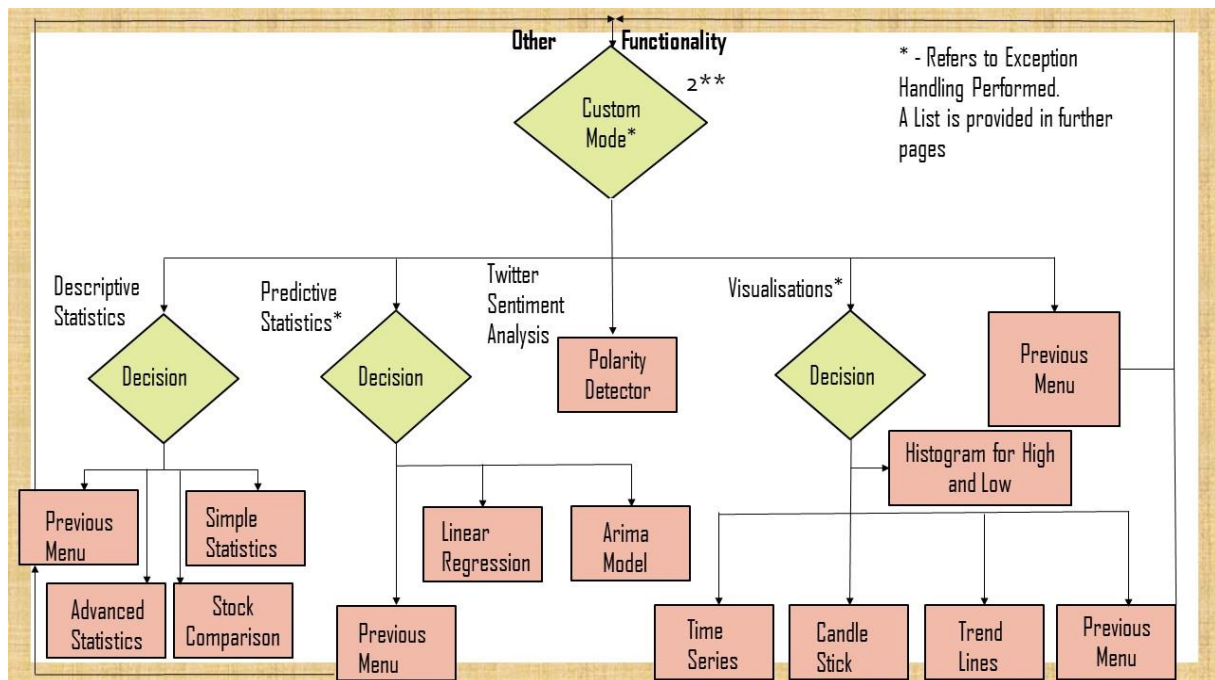 Other Functionality
2**
Custom
Mode*
* - Refers to Exception
Handling Performed.
A List is provided in further
pages
Descriptive
Statistics
Predictive
Statistics*
Twitter
Sentiment
Analysis
Visualisations*
Decision
Decision
Polarity
Detector
Decision
Previous
Menu
Histogram for High
and Low
Previous
Menu
Simple
Statistics
Linear
Regression
Arima
Model
Advanced
Statistics
Stock
Comparison
Previous
Menu
Time
Series
Candle
Stick
Trend
Lines
Previous
Menu